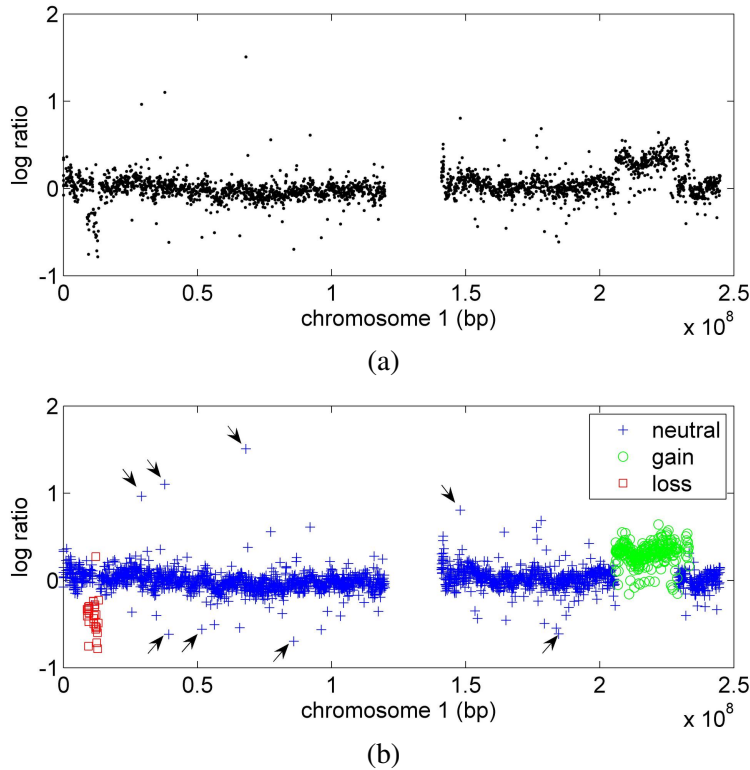 2
1
0
-1
log ratio
0 0.5 1 1.5 2 2.5
chromosome 1 (bp)
x 10^8
(a)
2
1
0
-1
log ratio
neutral
gain
loss
0 0.5 1 1.5 2 2.5
chromosome 1 (bp)
x 10^8
(b)